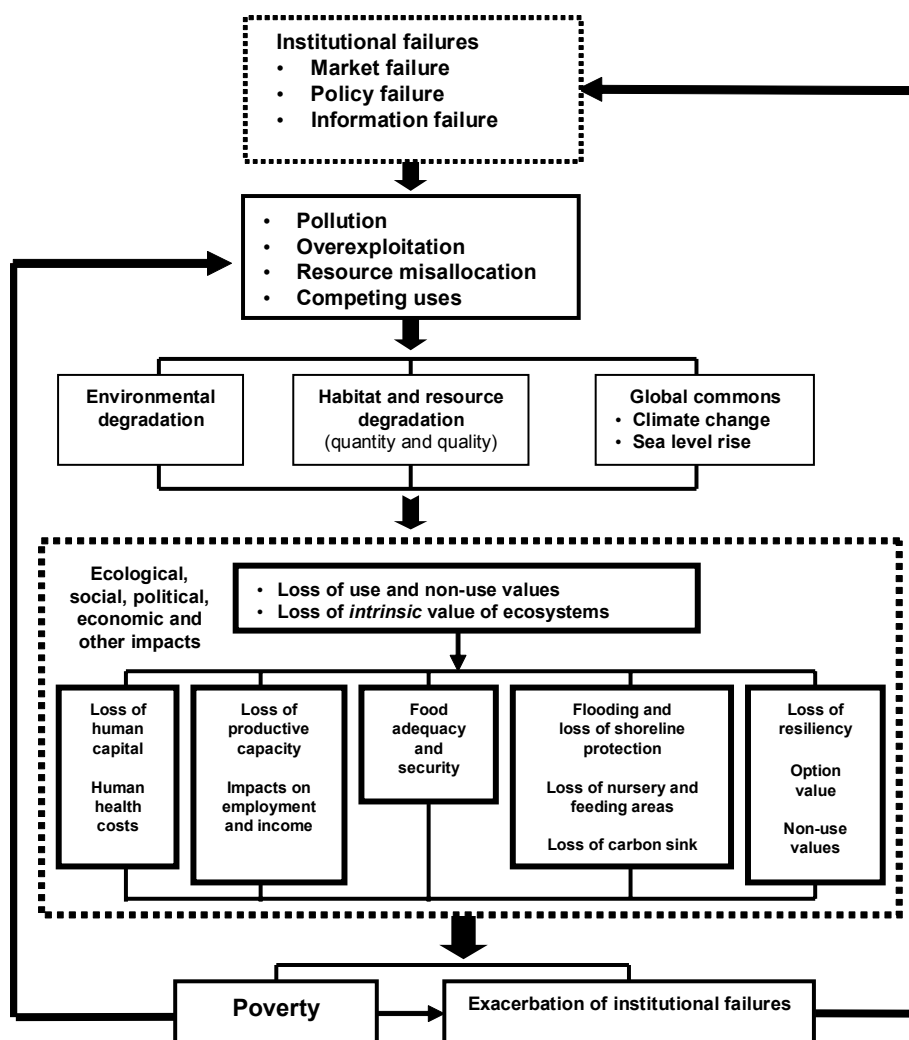 Institutional failures
• Market failure
• Policy failure
• Information failure
• Pollution
• Overexploitation
• Resource misallocation
• Competing uses
Environmental
degradation
Habitat and resource
degradation
(quantity and quality)
Global commons
• Climate change
• Sea level rise
Ecological,
social, political,
economic and
other impacts
• Loss of use and non-use values
• Loss of intrinsic value of ecosystems
Loss of
human
capital
Human
health
costs
Loss of
productive
capacity
Impacts on
employment
and income
Food
adequacy
and
security
Flooding and
loss of shoreline
protection
Loss of nursery and
feeding areas
Loss of carbon sink
Loss of
resiliency
Option
value
Non-use
values
Poverty
Exacerbation of institutional failures